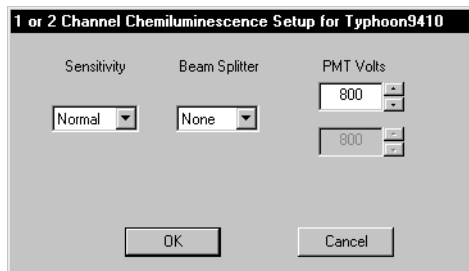 1 or 2 Channel Chemiluminescence Setup for Typhoon9410
Sensitivity Beam Splitter PMT Volts
800
Normal None
800
OK Cancel